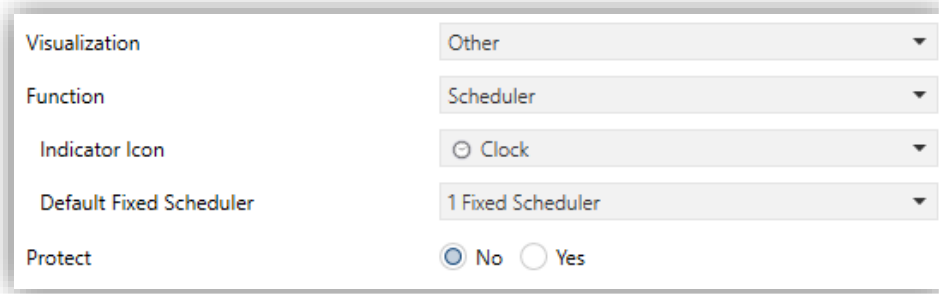 Visualization Other
Function Scheduler
Indicator Icon Clock
Default Fixed Scheduler 1 Fixed Scheduler
Protect No Yes